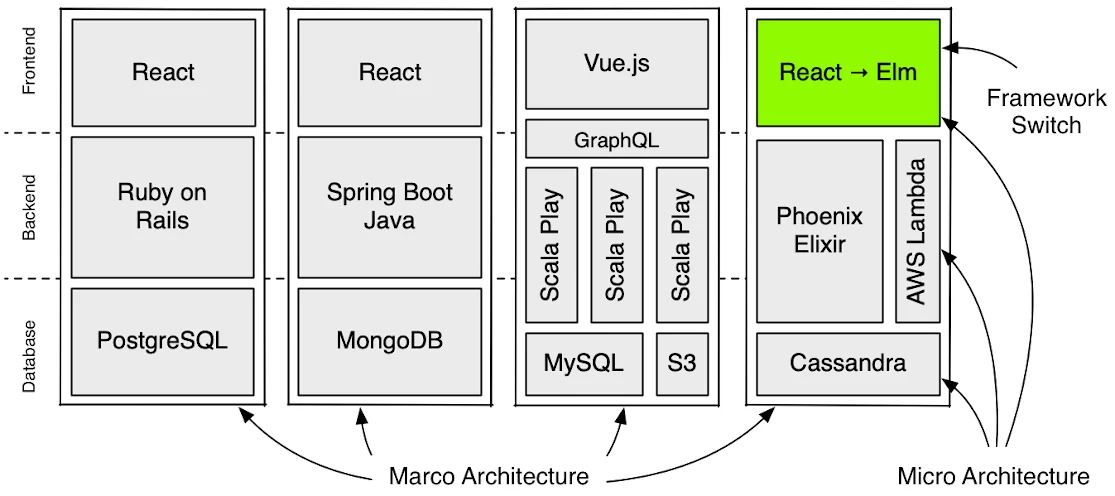 Frontend
React
React
Vue.js
React → Elm
Framework
Switch
GraphQL
Backend
Ruby on
Rails
Spring Boot
Java
Scala Play
Scala Play
Scala Play
Phoenix
Elixir
AWS Lambda
Database
PostgreSQL
MongoDB
MySQL
S3
Cassandra
Marco Architecture
Micro Architecture